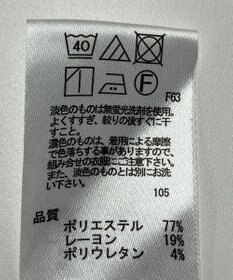 40
F
F63
淡色のものは無蛍光洗剤を使用。
よくすすぎ、絞りの後すぐに干
すこと。
濃色のものは、着用による摩擦
で色落ちする事がありますので、
組み合せの衣服にご注意下さい。
また、淡色のものとは別にお洗
い下さい。
105
品質
ポリエステル 77%
レーヨン 19%
ポリウレタン 4%